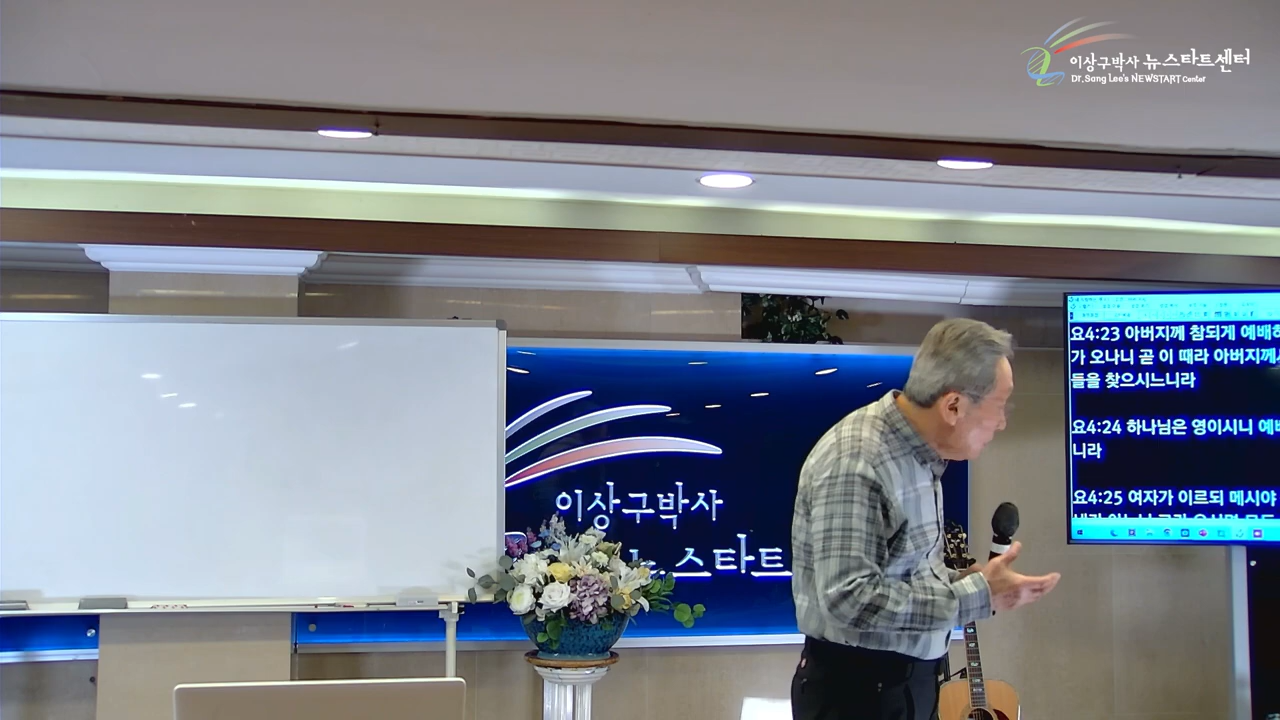 이상구박사 뉴스타트센터
Dr. Sang Lee's NEWSTART Center
요4:23 아버지께 참되게 예배하
가 오나니 곧 이 때라 아버지께
들을 찾으시느니라
요4:24 하나님은 영이시니 예배
니라
요4:25 여자가 이르되 메시야
이상구박사
뉴스타트